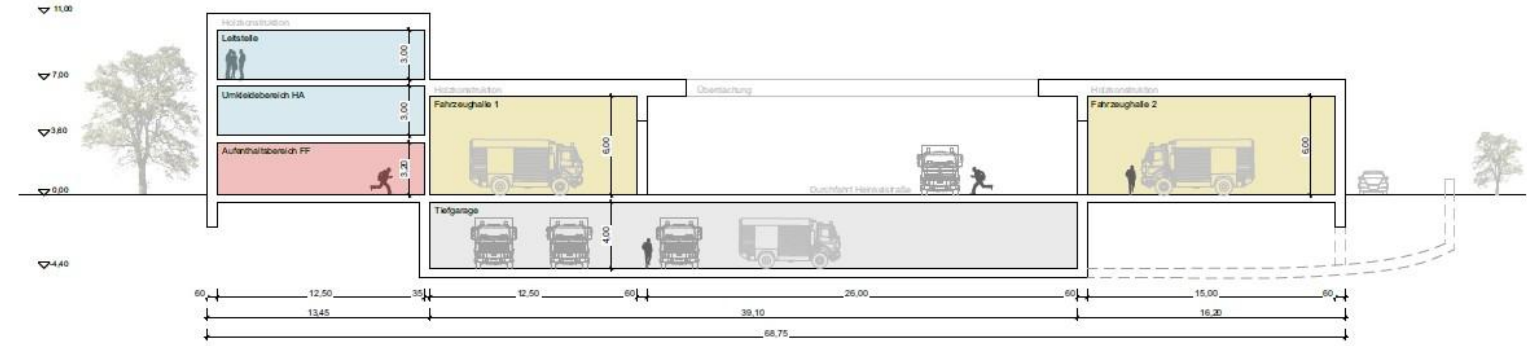 11,00
Holzkonstruktion
Leitstelle
3,00
7,00
Umkleidebereich HA
3,00
Holzkonstruktion
Überdachung
Holzkonstruktion
Fahrzeughalle 1
Fahrzeughalle 2
3,60
6,00
6,00
Aufenthaltsbereich FF
3,20
0,00
Durchfahrt Heinkelstraße
Tiefgarage
4,00
-4,40
60 12,50 35 12,50 60 26,00 60 15,00 60
13,45 39,10 16,20
68,75